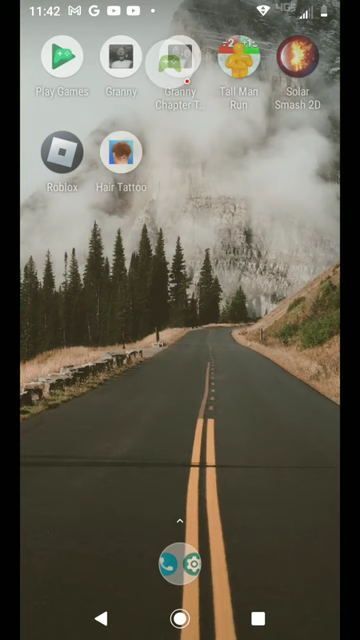 11:42
Play Games
Granny
Granny
Chapter T..
Tall Man
Run
Solar
Smash 2D
Roblox
Hair Tattoo